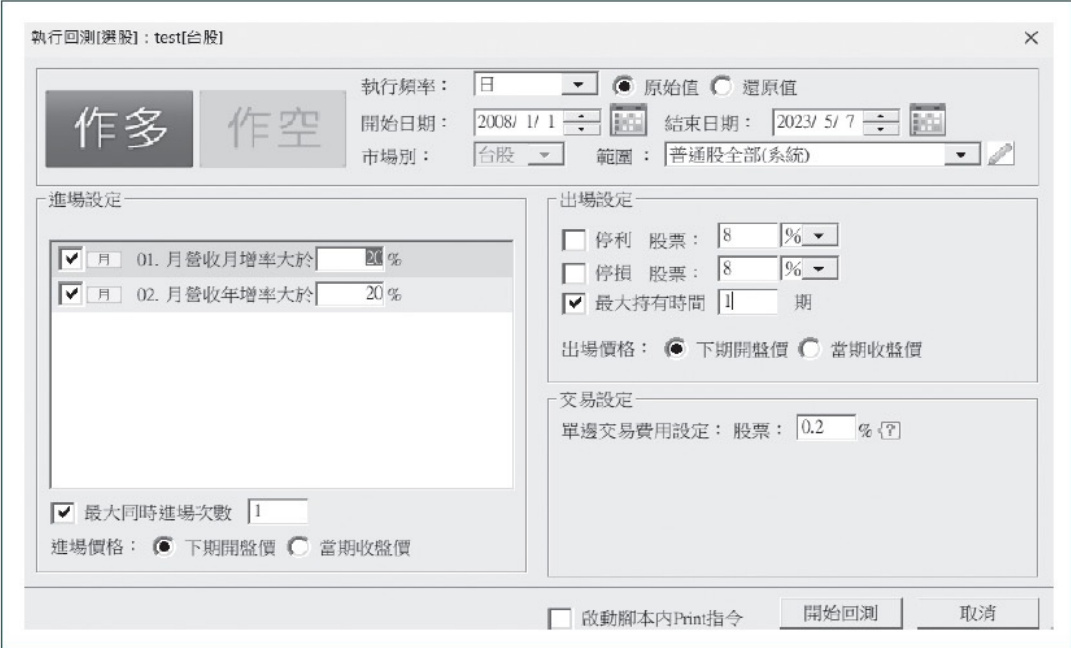 執行回測[選股]：test[台股]
作多 作空
執行頻率： 日 原始值 還原值
開始日期： 2008/ 1/ 1 結束日期： 2023/ 5/ 7
市場別： 台股 範圍： 普通股全部(系統)
進場設定
月 01. 月營收月增率大於 20 %
月 02. 月營收年增率大於 20 %
最大同時進場次數 1
進場價格： 下期開盤價 當期收盤價
出場設定
停利 股票： 8 %
停損 股票： 8 %
最大持有時間 1 期
出場價格： 下期開盤價 當期收盤價
交易設定
單邊交易費用設定：股票： 0.2 % ?
啟動腳本內Print指令 開始回測 取消